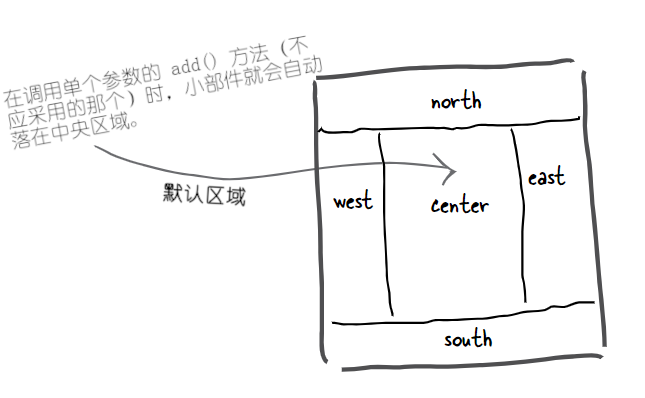 在调用单个参数的 add() 方法（不
应采用的那个）时，小部件就会自动
落在中央区域。
默认区域
north
west
center
east
south